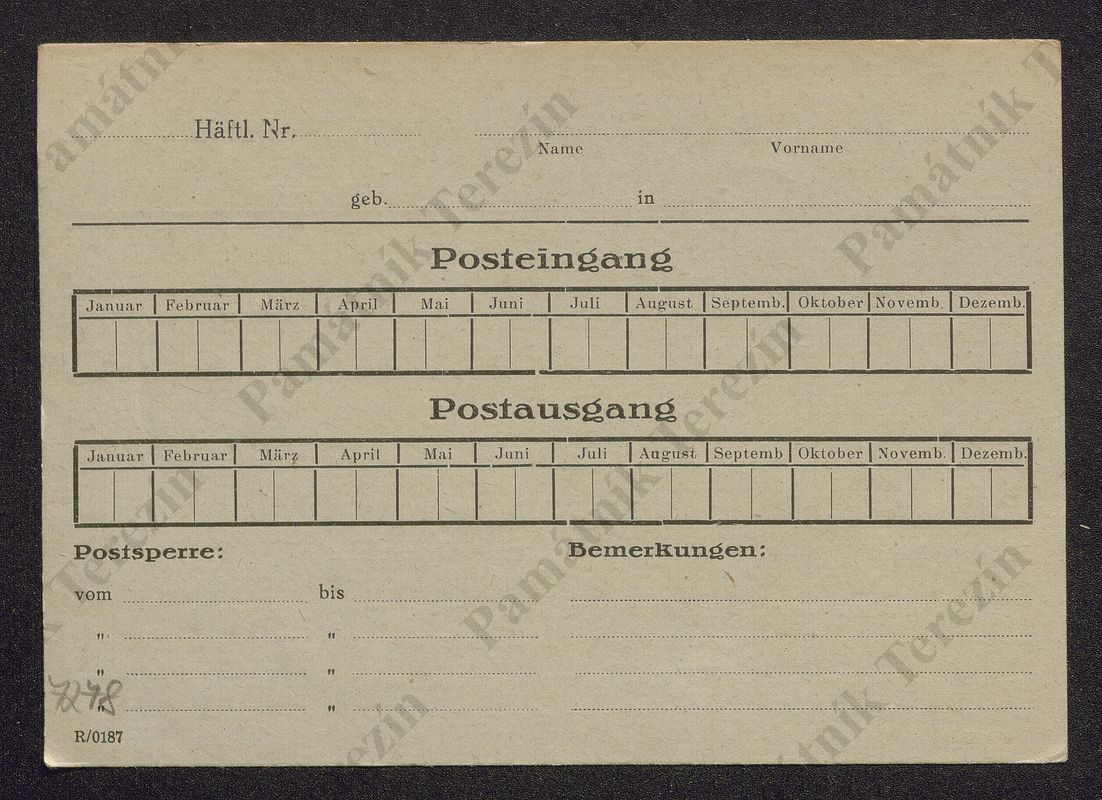 Häftl. Nr.
Name Vorname
geb. in
Posteingang
Januar Februar März April Mai Juni Juli August Septemb. Oktober Novemb. Dezemb.
Postausgang
Januar Februar März April Mai Juni Juli August Septemb Oktober Novemb. Dezemb.
Postsperre: Bemerkungen:
vom bis
" "
" "
" "
7278
R/0187
Památník Terezín